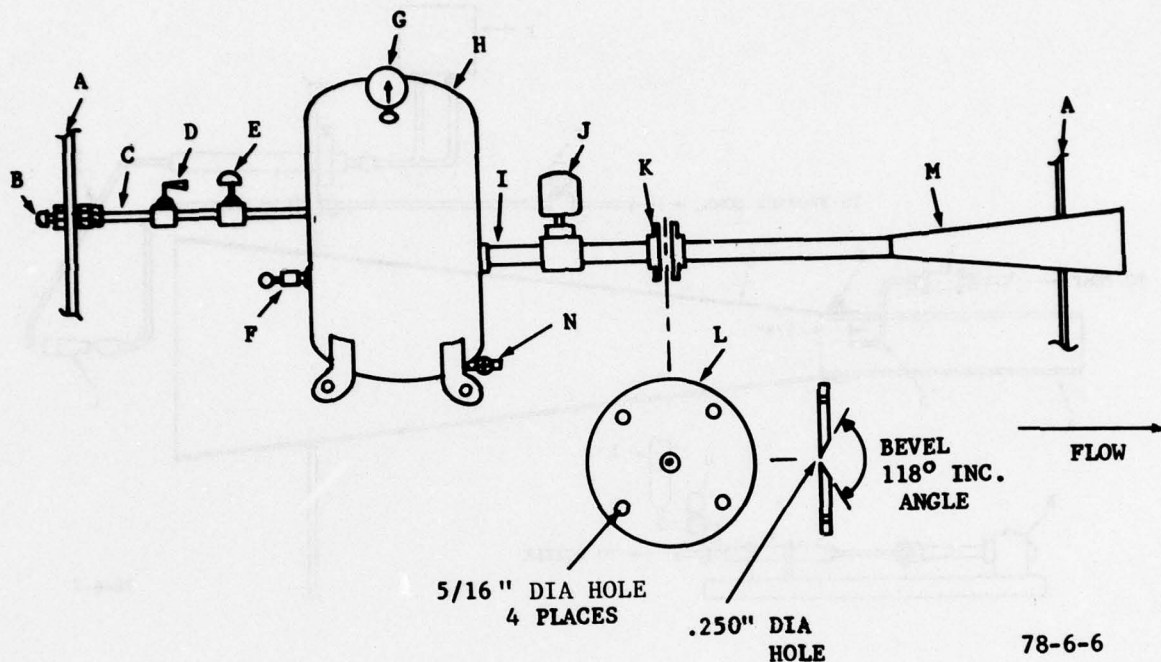 G
H
A
D
E
J
A
B
C
I
K
M
F
N
L
BEVEL
118° INC.
ANGLE
FLOW
5/16" DIA HOLE
4 PLACES
.250" DIA
HOLE
78-6-6